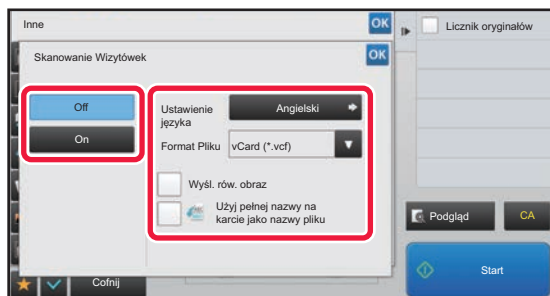 Inne
OK
Licznik oryginałów
Skanowanie Wizytówek
OK
Off
On
Ustawienie
języka
Angielski
Format Pliku
vCard (*.vcf)
Wyśl. rów. obraz
Użyj pełnej nazwy na
karcie jako nazwy pliku
Podgląd
CA
Start
Cofnij